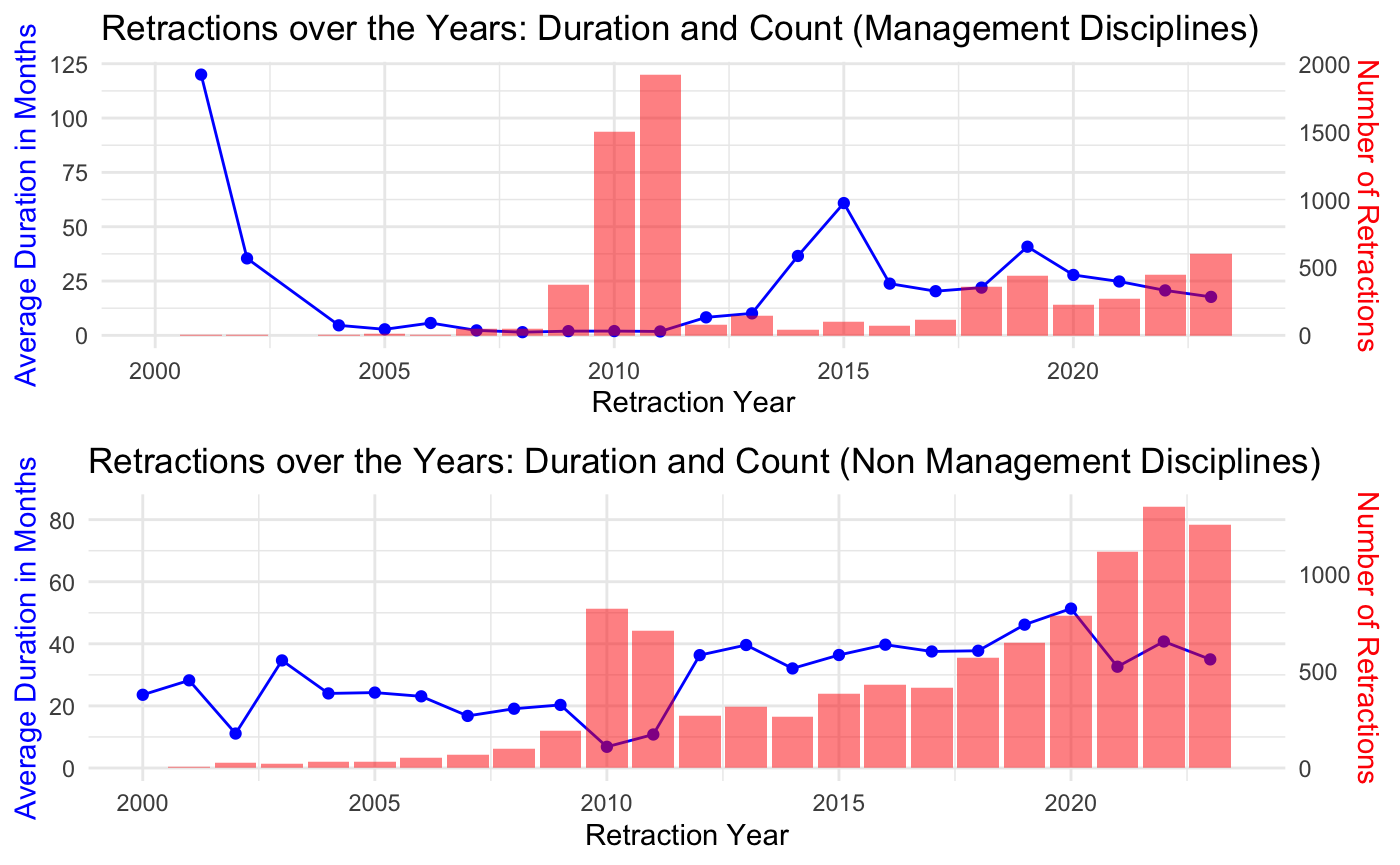 Retractions over the Years: Duration and Count (Management Disciplines)
Average Duration in Months
125
100
75
50
25
0
2000
1500
1000
500
0
Number of Retractions
2000 2005 2010 2015 2020
Retraction Year
Retractions over the Years: Duration and Count (Non Management Disciplines)
Average Duration in Months
80
60
40
20
0
1000
500
0
Number of Retractions
2000 2005 2010 2015 2020
Retraction Year